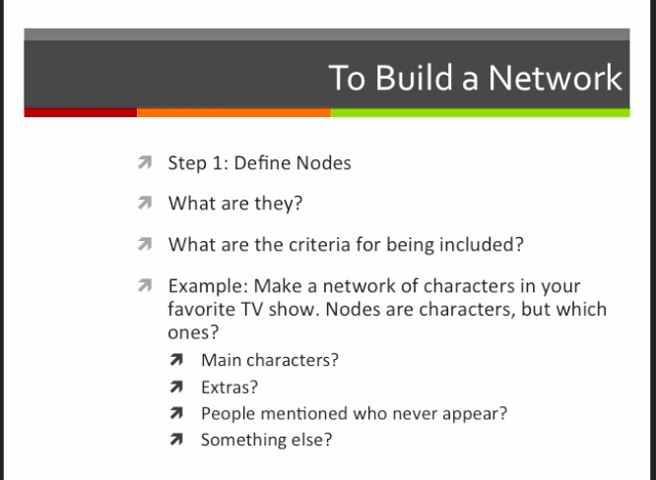 To Build a Network
Step 1: Define Nodes
What are they?
What are the criteria for being included?
Example: Make a network of characters in your
favorite TV show. Nodes are characters, but which
ones?
Main characters?
Extras?
People mentioned who never appear?
Something else?